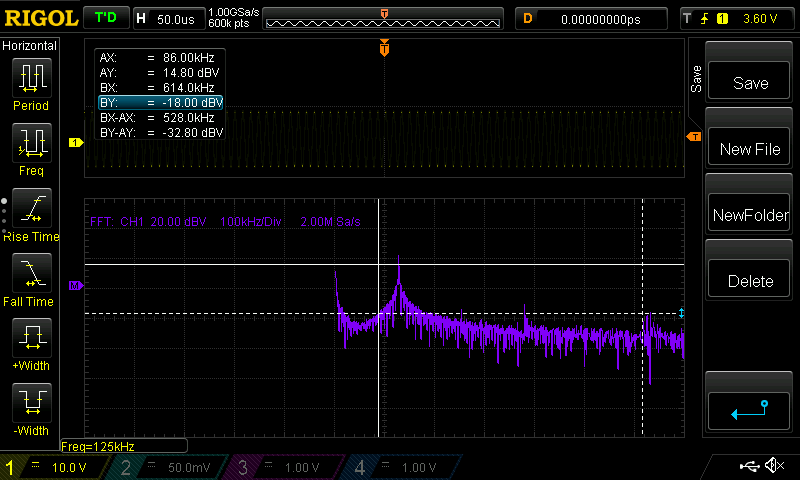 RIGOL T'D H 50.0us 1.00GSa/s 600k pts T D 0.00000000ps T 1 3.60 V
Horizontal
Period
Freq
Rise Time
Fall Time
+Width
-Width
AX: = 86.00kHz
AY: = 14.80 dBV
BX: = 614.0kHz
BY: = -18.00 dBV
BX-AX: = 528.0kHz
BY-AY: = -32.80 dBV
T
1
T
FFT: CH1 20.00 dBV 100kHz/Div 2.00M Sa/s
M
Freq=125kHz
Save
Save
New File
NewFolder
Delete
1 = 10.0 V 2 = 50.0mV 3 = 1.00 V 4 = 1.00 V